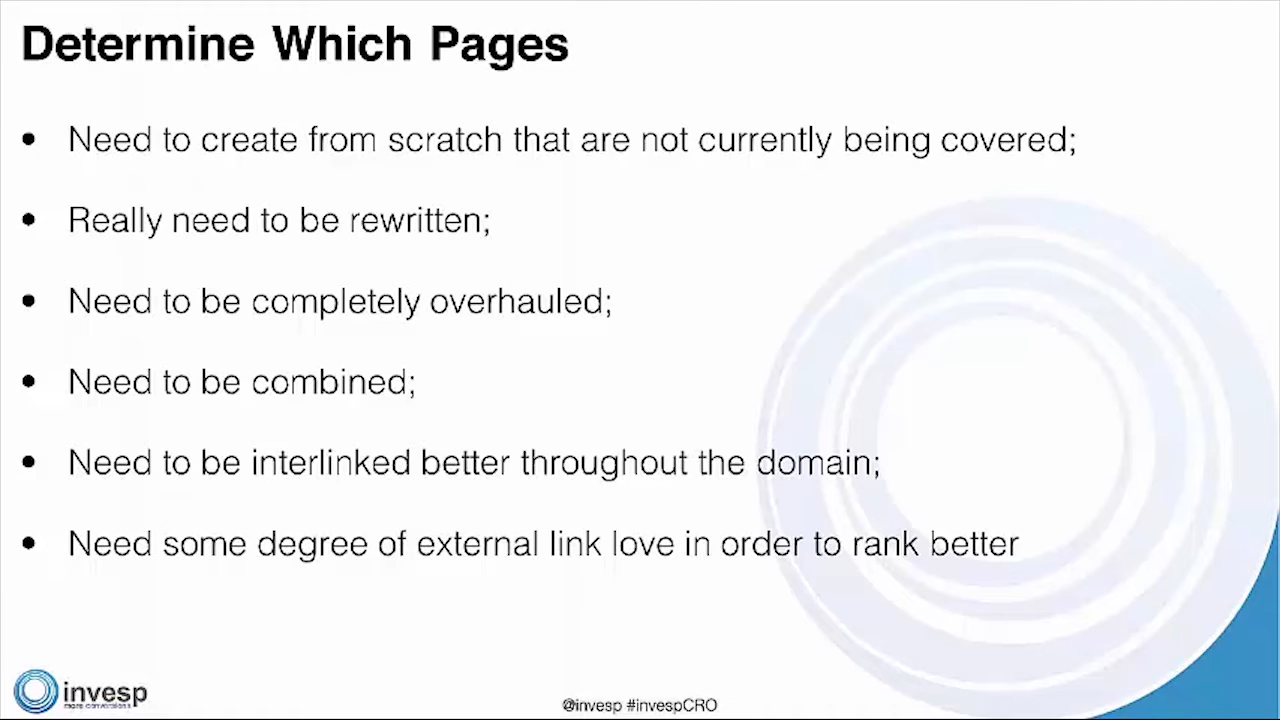 Determine Which Pages
• Need to create from scratch that are not currently being covered;
• Really need to be rewritten;
• Need to be completely overhauled;
• Need to be combined;
• Need to be interlinked better throughout the domain;
• Need some degree of external link love in order to rank better
invesp
more conversions
@invesp #invespCRO